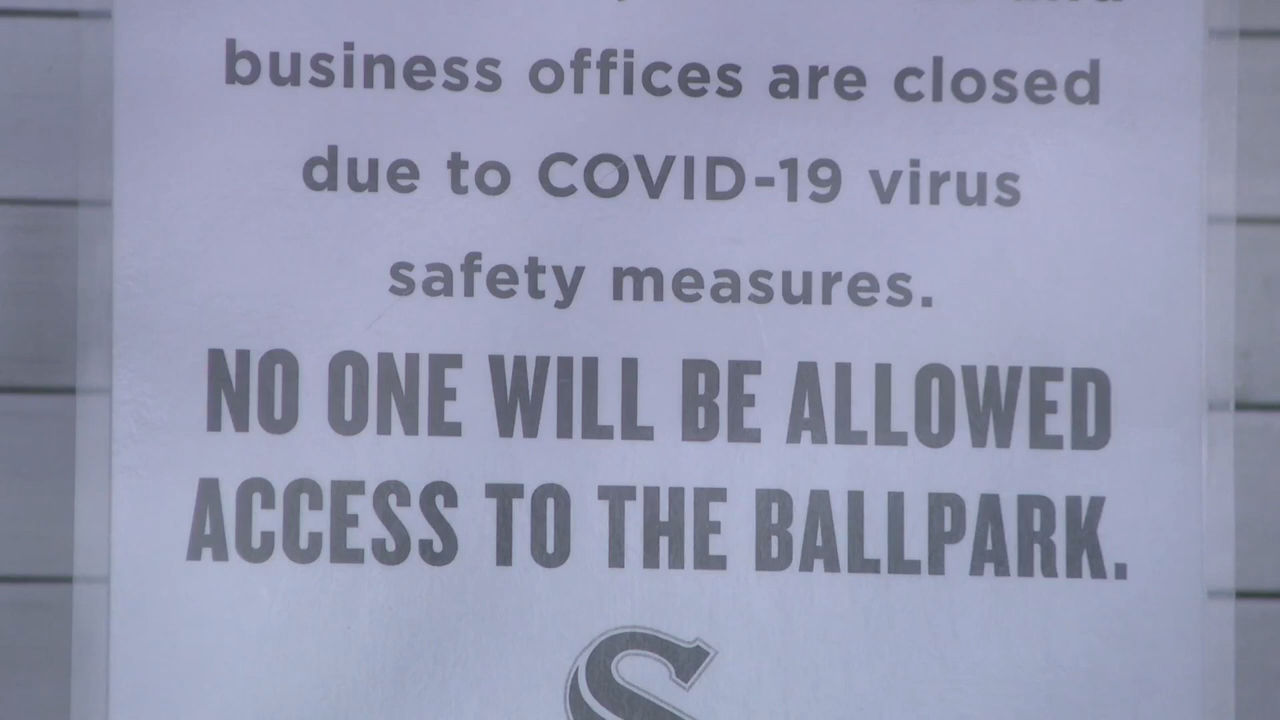 business offices are closed
due to COVID-19 virus
safety measures.
NO ONE WILL BE ALLOWED
ACCESS TO THE BALLPARK.
S